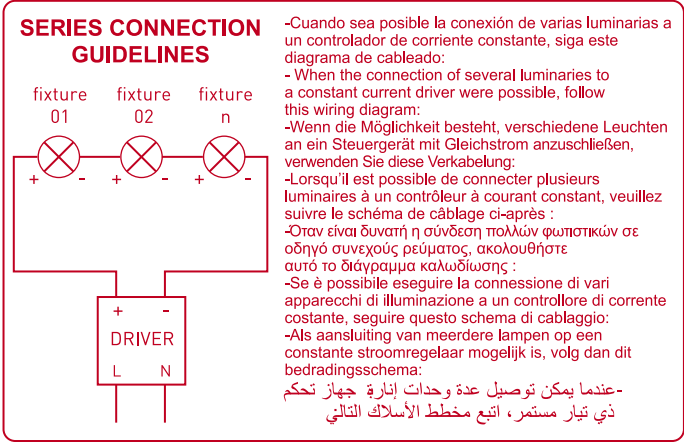 SERIES CONNECTION
GUIDELINES
fixture fixture fixture
01 02 n
+ - + - + -
+ -
DRIVER
L N
-Cuando sea posible la conexión de varias luminarias a
un controlador de corriente constante, siga este
diagrama de cableado:
- When the connection of several luminaries to
a constant current driver were possible, follow
this wiring diagram:
-Wenn die Möglichkeit besteht, verschiedene Leuchten
an ein Steuergerät mit Gleichstrom anzuschließen,
verwenden Sie diese Verkabelung:
-Lorsqu'il est possible de connecter plusieurs
luminaires à un contrôleur à courant constant, veuillez
suivre le schéma de câblage ci-après :
-Όταν είναι δυνατή η σύνδεση πολλών φωτιστικών σε
οδηγό συνεχούς ρεύματος, ακολουθήστε
αυτό το διάγραμμα καλωδίωσης :
-Se è possibile eseguire la connessione di vari
apparecchi di illuminazione a un controllore di corrente
costante, seguire questo schema di cablaggio:
-Als aansluiting van meerdere lampen op een
constante stroomregelaar mogelijk is, volg dan dit
bedradingsschema:
-عندما يمكن توصيل عدة وحدات إنارة جهاز تحكم
ذي تيار مستمر، اتبع مخطط الأسلاك التالي